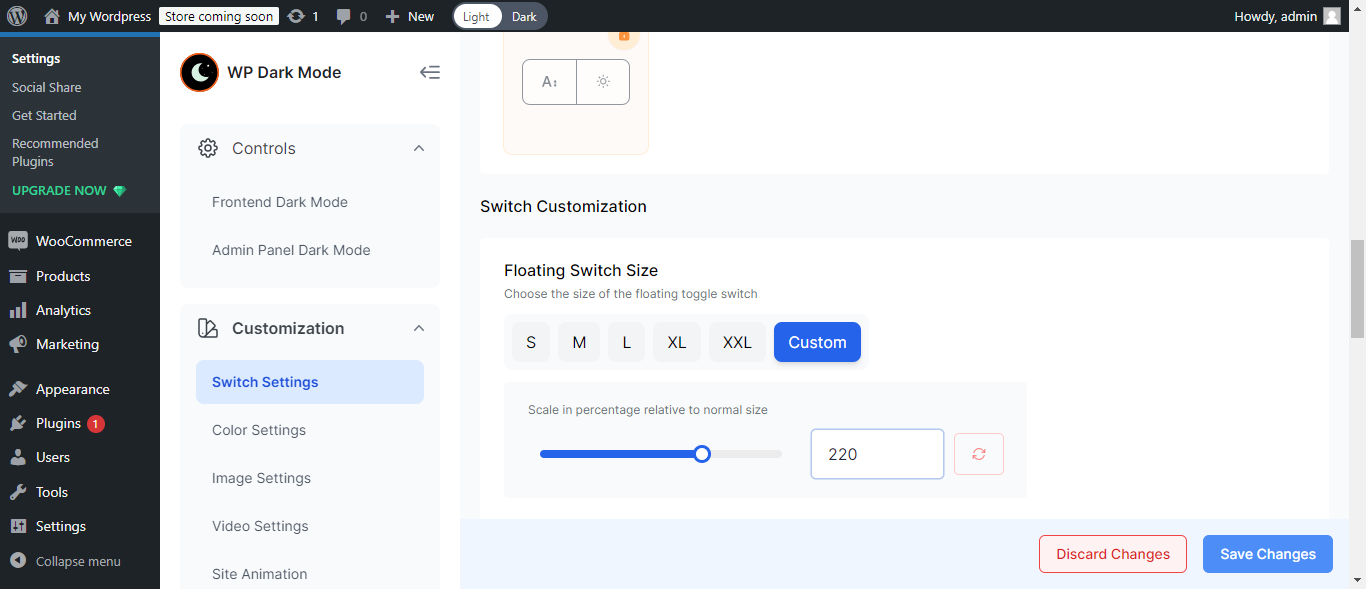 My Wordpress
Store coming soon
1
0
New
Light
Dark
Howdy, admin
Settings
Social Share
Get Started
Recommended
Plugins
UPGRADE NOW
WooCommerce
Products
Analytics
Marketing
Appearance
Plugins 1
Users
Tools
Settings
Collapse menu
WP Dark Mode
Controls
Frontend Dark Mode
Admin Panel Dark Mode
Customization
Switch Settings
Color Settings
Image Settings
Video Settings
Site Animation
A↕
Switch Customization
Floating Switch Size
Choose the size of the floating toggle switch
S
M
L
XL
XXL
Custom
Scale in percentage relative to normal size
220
Discard Changes
Save Changes